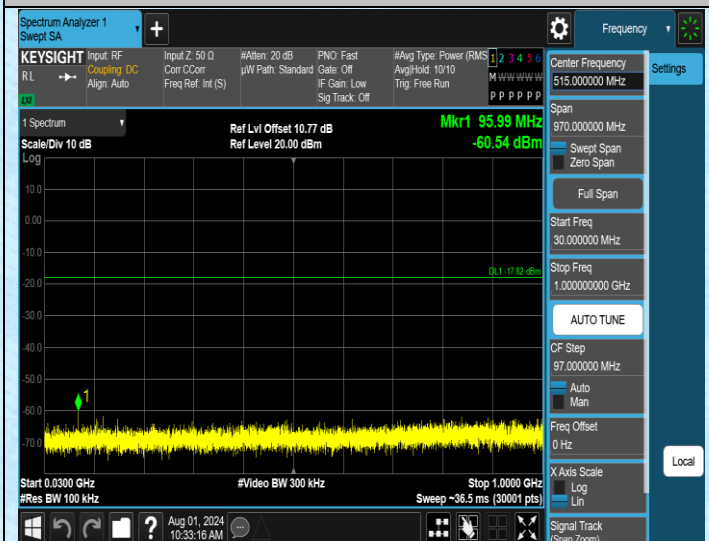 Spectrum Analyzer 1
Swept SA
Frequency
KEYSIGHT
RL
LXI
Input: RF
Coupling: DC
Align: Auto
Input Z: 50 Ω
Corr CCorr
Freq Ref: Int (S)
#Atten: 20 dB
µW Path: Standard
PNO: Fast
Gate: Off
IF Gain: Low
Sig Track: Off
#Avg Type: Power (RMS
Avg|Hold: 10/10
Trig: Free Run
1 2 3 4 5 6
M W W W W W
P P P P P P
1 Spectrum
Scale/Div 10 dB
Log
Ref Lvl Offset 10.77 dB
Ref Level 20.00 dBm
Mkr1 95.99 MHz
-60.54 dBm
10.0
0.00
-10.0
DL1 -17.82 dBm
-20.0
-30.0
-40.0
-50.0
1
-60.0
-70.0
Start 0.0300 GHz
#Res BW 100 kHz
#Video BW 300 kHz
Stop 1.0000 GHz
Sweep ~36.5 ms (30001 pts)
Aug 01, 2024
10:33:16 AM
?
Center Frequency
515.000000 MHz
Settings
Span
970.000000 MHz
Swept Span
Zero Span
Full Span
Start Freq
30.000000 MHz
Stop Freq
1.000000000 GHz
AUTO TUNE
CF Step
97.000000 MHz
Auto
Man
Freq Offset
0 Hz
X Axis Scale
Log
Lin
Local
Signal Track
(Span Zoom)